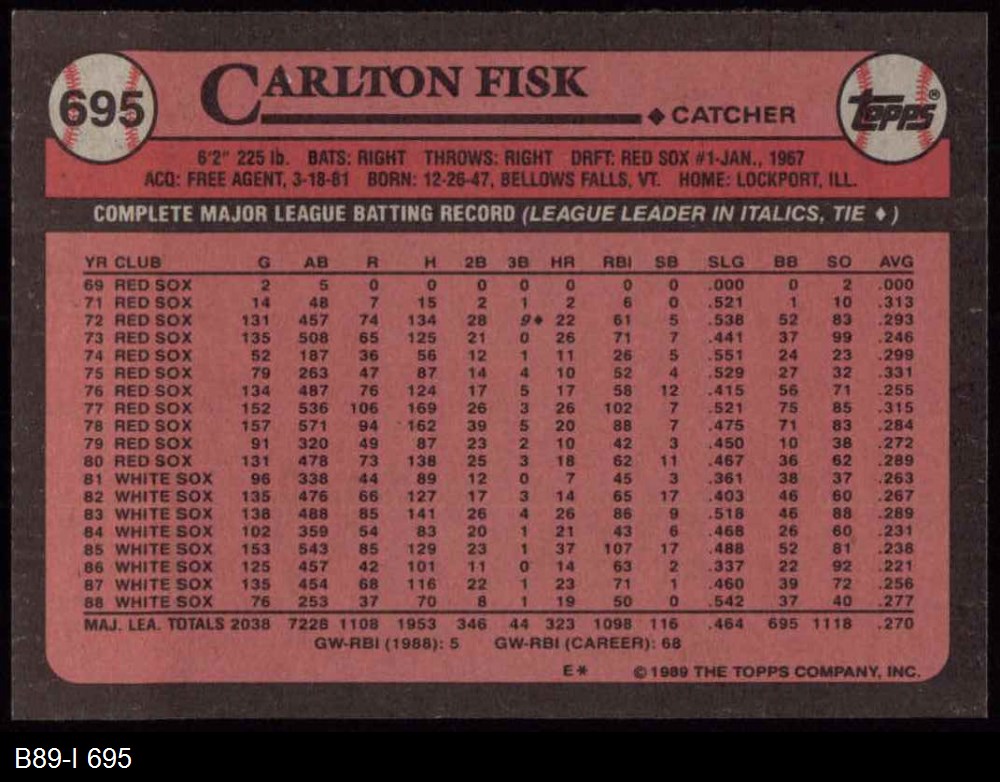 695 CARLTON FISK
◆ CATCHER
Topps®
6'2" 225 lb. BATS: RIGHT THROWS: RIGHT DRFT: RED SOX #1-JAN., 1967
ACQ: FREE AGENT, 3-18-81 BORN: 12-26-47, BELLOWS FALLS, VT. HOME: LOCKPORT, ILL.
COMPLETE MAJOR LEAGUE BATTING RECORD (LEAGUE LEADER IN ITALICS, TIE ♦)
YR CLUB G AB R H 2B 3B HR RBI SB SLG BB SO AVG
69 RED SOX 2 5 0 0 0 0 0 0 0 .000 0 2 .000
71 RED SOX 14 48 7 15 2 1 2 6 0 .521 1 10 .313
72 RED SOX 131 457 74 134 28 9♦ 22 61 5 .538 52 83 .293
73 RED SOX 135 508 65 125 21 0 26 71 7 .441 37 99 .246
74 RED SOX 52 187 36 56 12 1 11 26 5 .551 24 23 .299
75 RED SOX 79 263 47 87 14 4 10 52 4 .529 27 32 .331
76 RED SOX 134 487 76 124 17 5 17 58 12 .415 56 71 .255
77 RED SOX 152 536 106 169 26 3 26 102 7 .521 75 85 .315
78 RED SOX 157 571 94 162 39 5 20 88 7 .475 71 83 .284
79 RED SOX 91 320 49 87 23 2 10 42 3 .450 10 38 .272
80 RED SOX 131 478 73 138 25 3 18 62 11 .467 36 62 .289
81 WHITE SOX 96 338 44 89 12 0 7 45 3 .361 38 37 .263
82 WHITE SOX 135 476 66 127 17 3 14 65 17 .403 46 60 .267
83 WHITE SOX 138 488 85 141 26 4 26 86 9 .518 46 88 .289
84 WHITE SOX 102 359 54 83 20 1 21 43 6 .468 26 60 .231
85 WHITE SOX 153 543 85 129 23 1 37 107 17 .488 52 81 .238
86 WHITE SOX 125 457 42 101 11 0 14 63 2 .337 22 92 .221
87 WHITE SOX 135 454 68 116 22 1 23 71 1 .460 39 72 .256
88 WHITE SOX 76 253 37 70 8 1 19 50 0 .542 37 40 .277
MAJ. LEA. TOTALS 2038 7228 1108 1953 346 44 323 1098 116 .464 695 1118 .270
GW-RBI (1988): 5 GW-RBI (CAREER): 68
E* © 1989 THE TOPPS COMPANY, INC.
B89-I 695